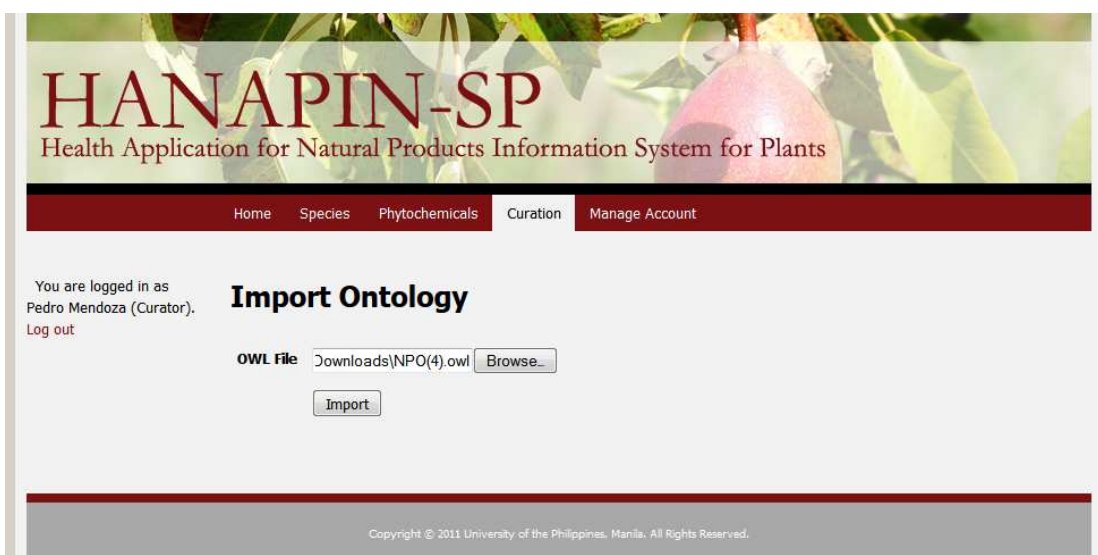 HANAPIN-SP
Health Application for Natural Products Information System for Plants
Home Species Phytochemicals Curation Manage Account
You are logged in as
Pedro Mendoza (Curator).
Log out
Import Ontology
OWL File Downloads\NPO(4).owl Browse...
Import
Copyright © 2011 University of the Philippines, Manila. All Rights Reserved.